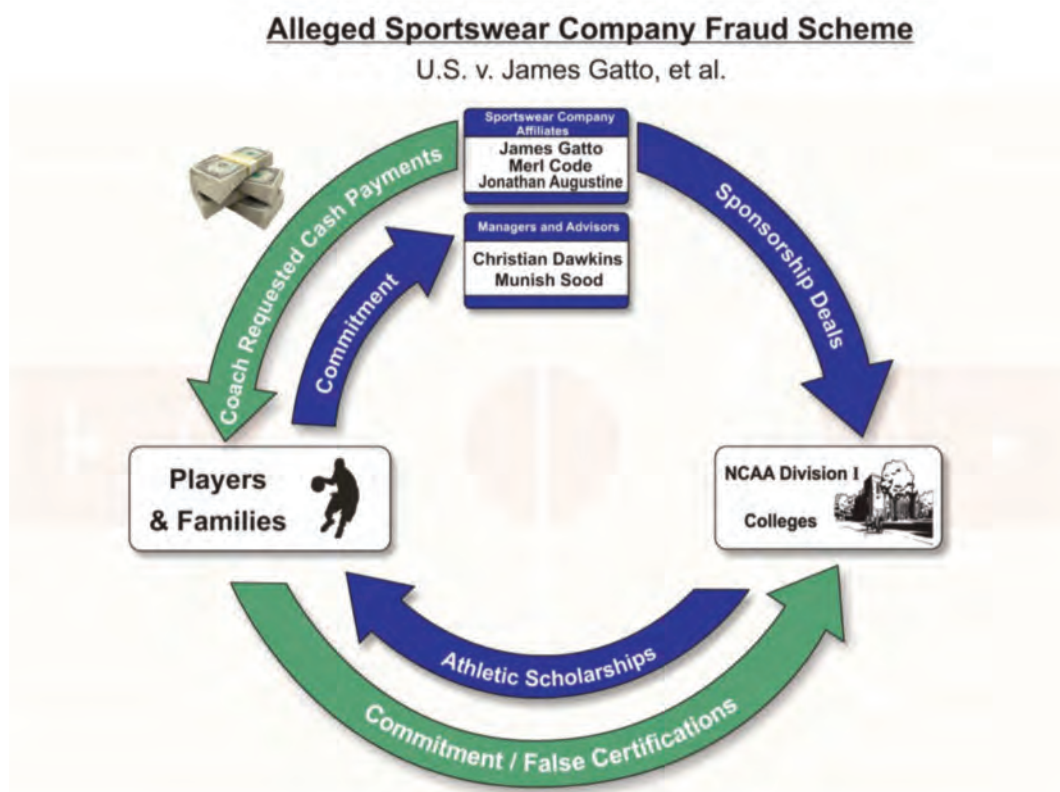 Alleged Sportswear Company Fraud Scheme
U.S. v. James Gatto, et al.
Sportswear Company
Affiliates
James Gatto
Merl Code
Jonathan Augustine
Managers and Advisors
Christian Dawkins
Munish Sood
Coach Requested Cash Payments
Commitment
Sponsorship Deals
Players
& Families
NCAA Division I
Colleges
Athletic Scholarships
Commitment / False Certifications